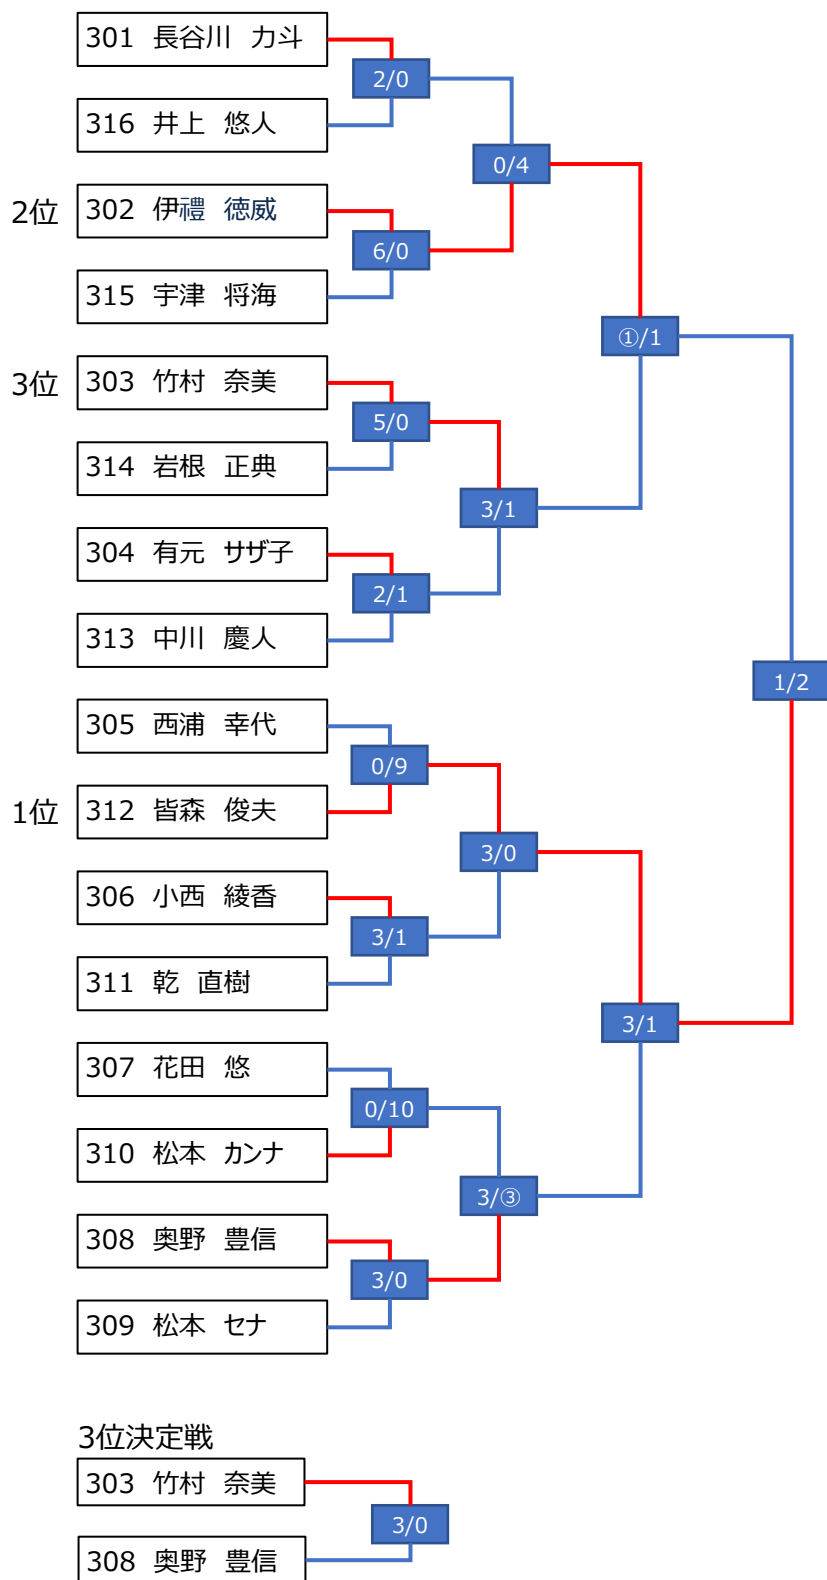 301 長谷川 力斗
2/0
316 井上 悠人
0/4
2位 302 伊禮 徳威
6/0
315 宇津 将海
①/1
3位 303 竹村 奈美
5/0
314 岩根 正典
3/1
304 有元 サザ子
2/1
313 中川 慶人
1/2
305 西浦 幸代
0/9
1位 312 皆森 俊夫
3/0
306 小西 綾香
3/1
311 乾 直樹
3/1
307 花田 悠
0/10
310 松本 カンナ
3/③
308 奥野 豊信
3/0
309 松本 セナ
3位決定戦
303 竹村 奈美
3/0
308 奥野 豊信